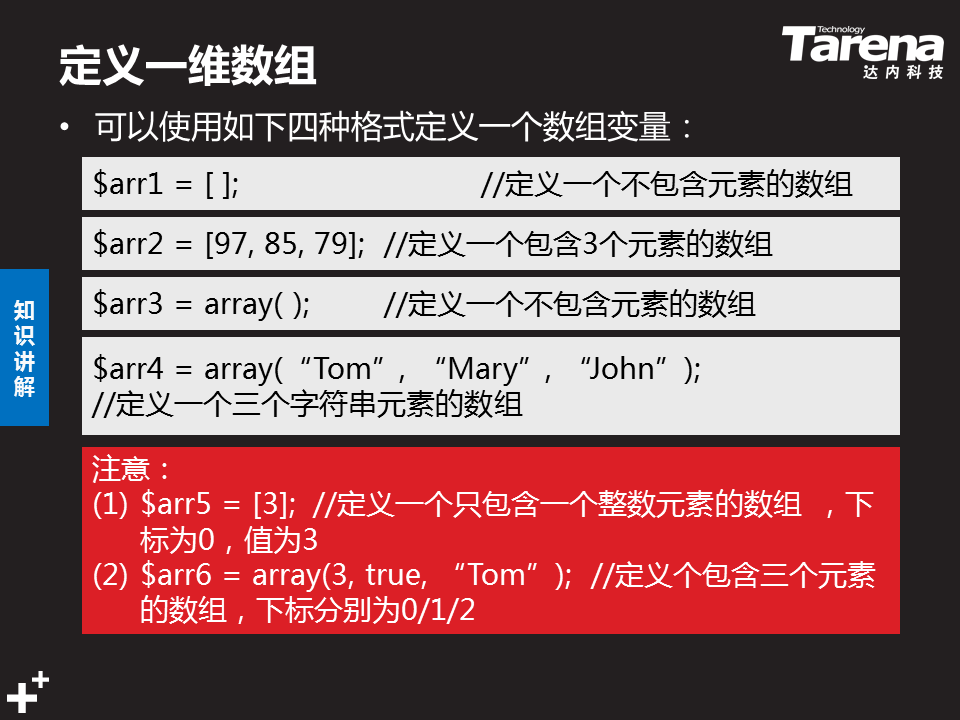 定义一维数组
Technology
Tarena
达内科技
• 可以使用如下四种格式定义一个数组变量：
$arr1 = [ ]; //定义一个不包含元素的数组
$arr2 = [97, 85, 79]; //定义一个包含3个元素的数组
$arr3 = array( ); //定义一个不包含元素的数组
$arr4 = array(“Tom”, “Mary”, “John”);
//定义一个三个字符串元素的数组
知识讲解
注意：
(1) $arr5 = [3]; //定义一个只包含一个整数元素的数组 ，下
标为0，值为3
(2) $arr6 = array(3, true, “Tom”); //定义个包含三个元素
的数组，下标分别为0/1/2